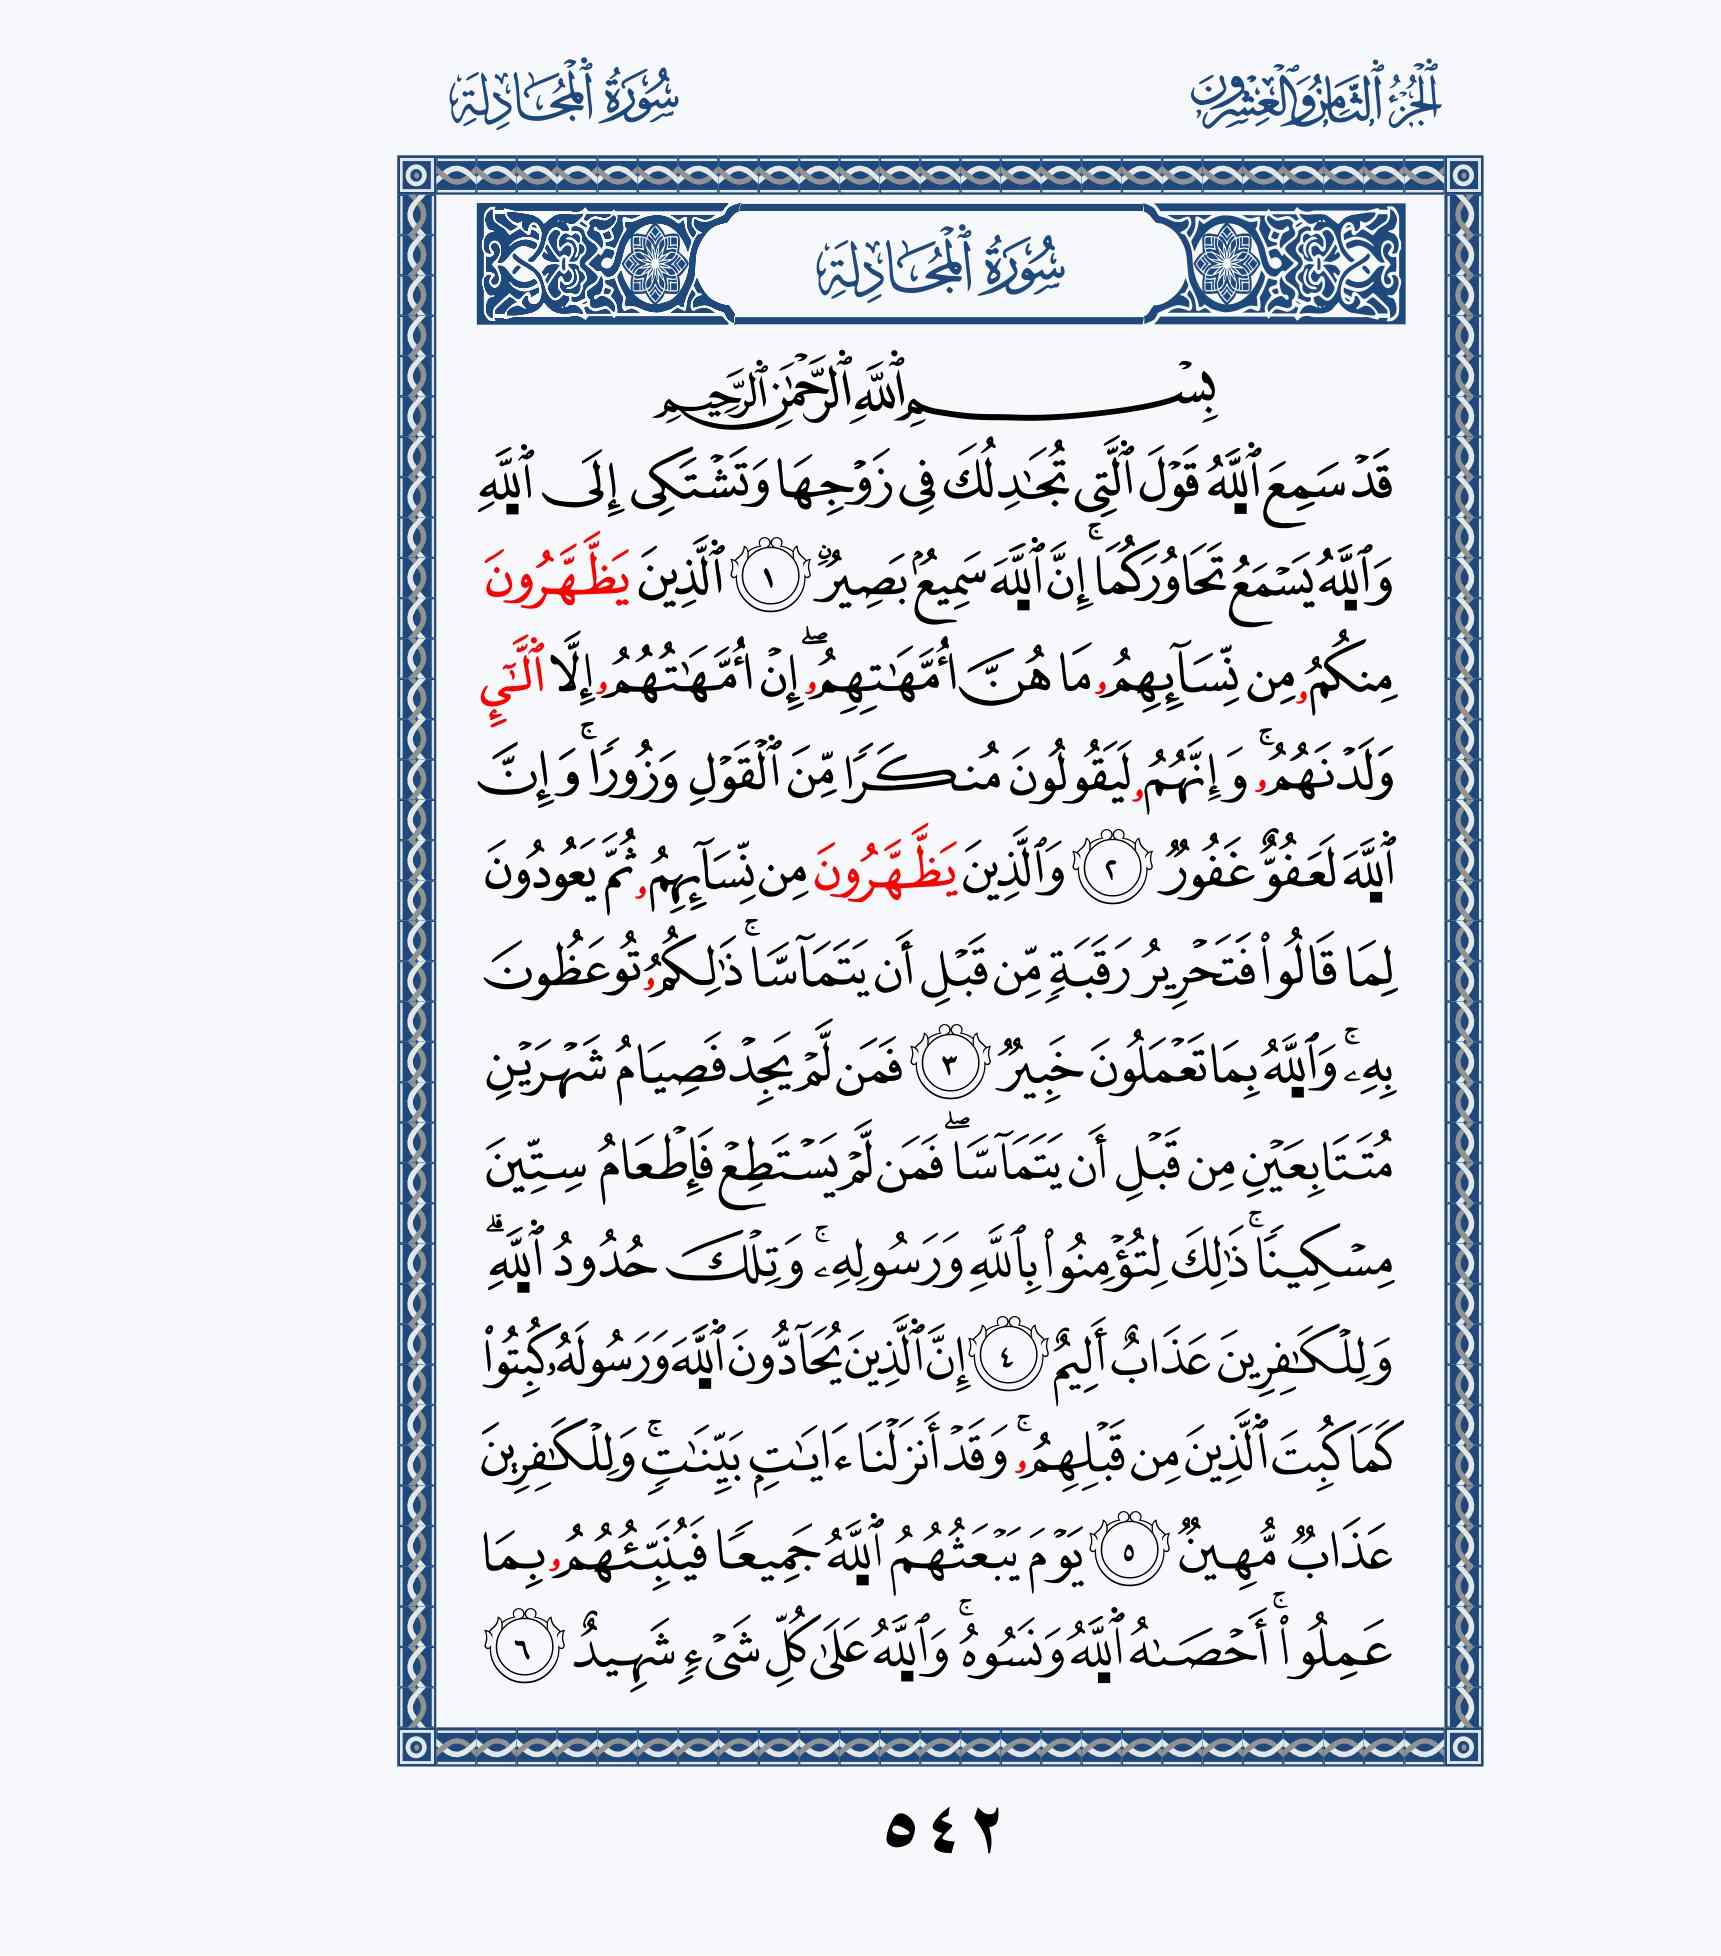 ٱلۡجُزۡءُ ٱلثَّامِنُ وَٱلۡعِشۡرُونَ
سُورَةُ ٱلۡمُجَادِلَةِ
سُورَةُ ٱلۡمُجَادِلَةِ
بِسۡمِ ٱللَّهِ ٱلرَّحۡمَٰنِ ٱلرَّحِيمِ
قَدۡ سَمِعَ ٱللَّهُ قَوۡلَ ٱلَّتِي تُجَٰدِلُكَ فِي زَوۡجِهَا وَتَشۡتَكِي إِلَى ٱللَّهِ
وَٱللَّهُ يَسۡمَعُ تَحَاوُرَكُمَاۚ إِنَّ ٱللَّهَ سَمِيعُۢ بَصِيرٌ ١ ٱلَّذِينَ يَظَّهَّرُونَ
مِنكُمُۥ مِن نِّسَآئِهِمُۥ مَا هُنَّ أُمَّهَٰتِهِمُۥۖ إِنۡ أُمَّهَٰتُهُمُۥ إِلَّا ٱلَّٰٓئِ
وَلَدۡنَهُمُۥۚ وَإِنَّهُمُۥ لَيَقُولُونَ مُنكَرٗا مِّنَ ٱلۡقَوۡلِ وَزُورٗاۚ وَإِنَّ
ٱللَّهَ لَعَفُوٌّ غَفُورٞ ٢ وَٱلَّذِينَ يَظَّهَّرُونَ مِن نِّسَآئِهِمُۥ ثُمَّ يَعُودُونَ
لِمَا قَالُواْ فَتَحۡرِيرُ رَقَبَةٖ مِّن قَبۡلِ أَن يَتَمَآسَّاۚ ذَٰلِكُمُۥ تُوعَظُونَ
بِهِۦۚ وَٱللَّهُ بِمَا تَعۡمَلُونَ خَبِيرٞ ٣ فَمَن لَّمۡ يَجِدۡ فَصِيَامُ شَهۡرَيۡنِ
مُتَتَابِعَيۡنِ مِن قَبۡلِ أَن يَتَمَآسَّاۖ فَمَن لَّمۡ يَسۡتَطِعۡ فَإِطۡعَامُ سِتِّينَ
مِسۡكِينٗاۚ ذَٰلِكَ لِتُؤۡمِنُواْ بِٱللَّهِ وَرَسُولِهِۦۚ وَتِلۡكَ حُدُودُ ٱللَّهِۗ
وَلِلۡكَٰفِرِينَ عَذَابٌ أَلِيمٌ ٤ إِنَّ ٱلَّذِينَ يُحَآدُّونَ ٱللَّهَ وَرَسُولَهُۥ كُبِتُواْ
كَمَا كُبِتَ ٱلَّذِينَ مِن قَبۡلِهِمُۥۚ وَقَدۡ أَنزَلۡنَا ءَايَٰتِۭ بَيِّنَٰتٖۚ وَلِلۡكَٰفِرِينَ
عَذَابٞ مُّهِينٞ ٥ يَوۡمَ يَبۡعَثُهُمُ ٱللَّهُ جَمِيعٗا فَيُنَبِّئُهُمُۥ بِمَا
عَمِلُواْۚ أَحۡصَىٰهُ ٱللَّهُ وَنَسُوهُۚ وَٱللَّهُ عَلَىٰ كُلِّ شَيۡءٖ شَهِيدٌ ٦
٥٤٢